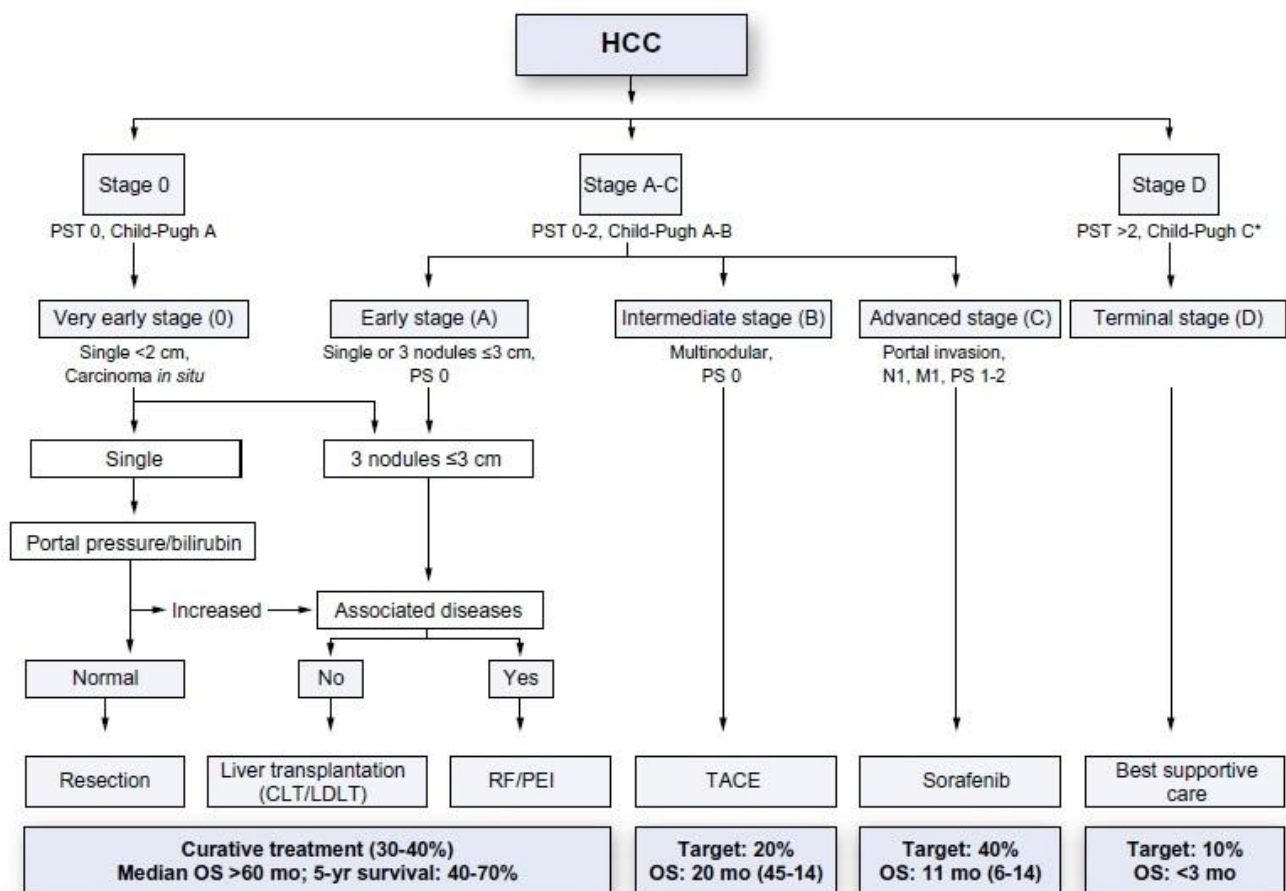 HCC
Stage 0
PST 0, Child-Pugh A
Stage A-C
PST 0-2, Child-Pugh A-B
Stage D
PST >2, Child-Pugh C*
Very early stage (0)
Single <2 cm,
Carcinoma in situ
Early stage (A)
Single or 3 nodules ≤3 cm,
PS 0
Intermediate stage (B)
Multinodular,
PS 0
Advanced stage (C)
Portal invasion,
N1, M1, PS 1-2
Terminal stage (D)
Single
3 nodules ≤3 cm
Portal pressure/bilirubin
Increased
Associated diseases
Normal
No
Yes
Resection
Liver transplantation
(CLT/LDLT)
RF/PEI
TACE
Sorafenib
Best supportive
care
Curative treatment (30-40%)
Median OS >60 mo; 5-yr survival: 40-70%
Target: 20%
OS: 20 mo (45-14)
Target: 40%
OS: 11 mo (6-14)
Target: 10%
OS: <3 mo